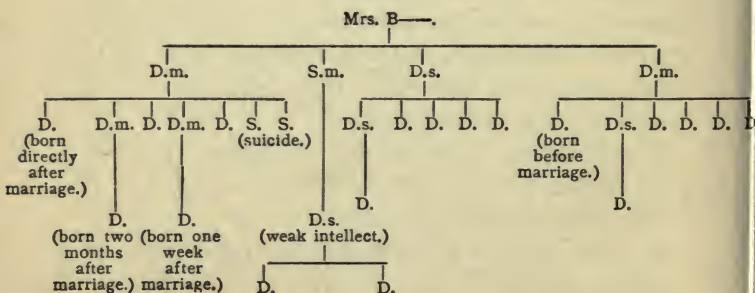 Mrs. B——.
D.m. S.m. D.s. D.m.
D. D.m. D. D.m. D. S. S. D.s. D. D. D. D. D. D.s. D. D. D. D
(born (suicide.) (born
directly before
after marriage.)
marriage.)
D. D.
D. D. D.s.
(born two (born one (weak intellect.)
months week
after after
marriage.) marriage.) D. D.